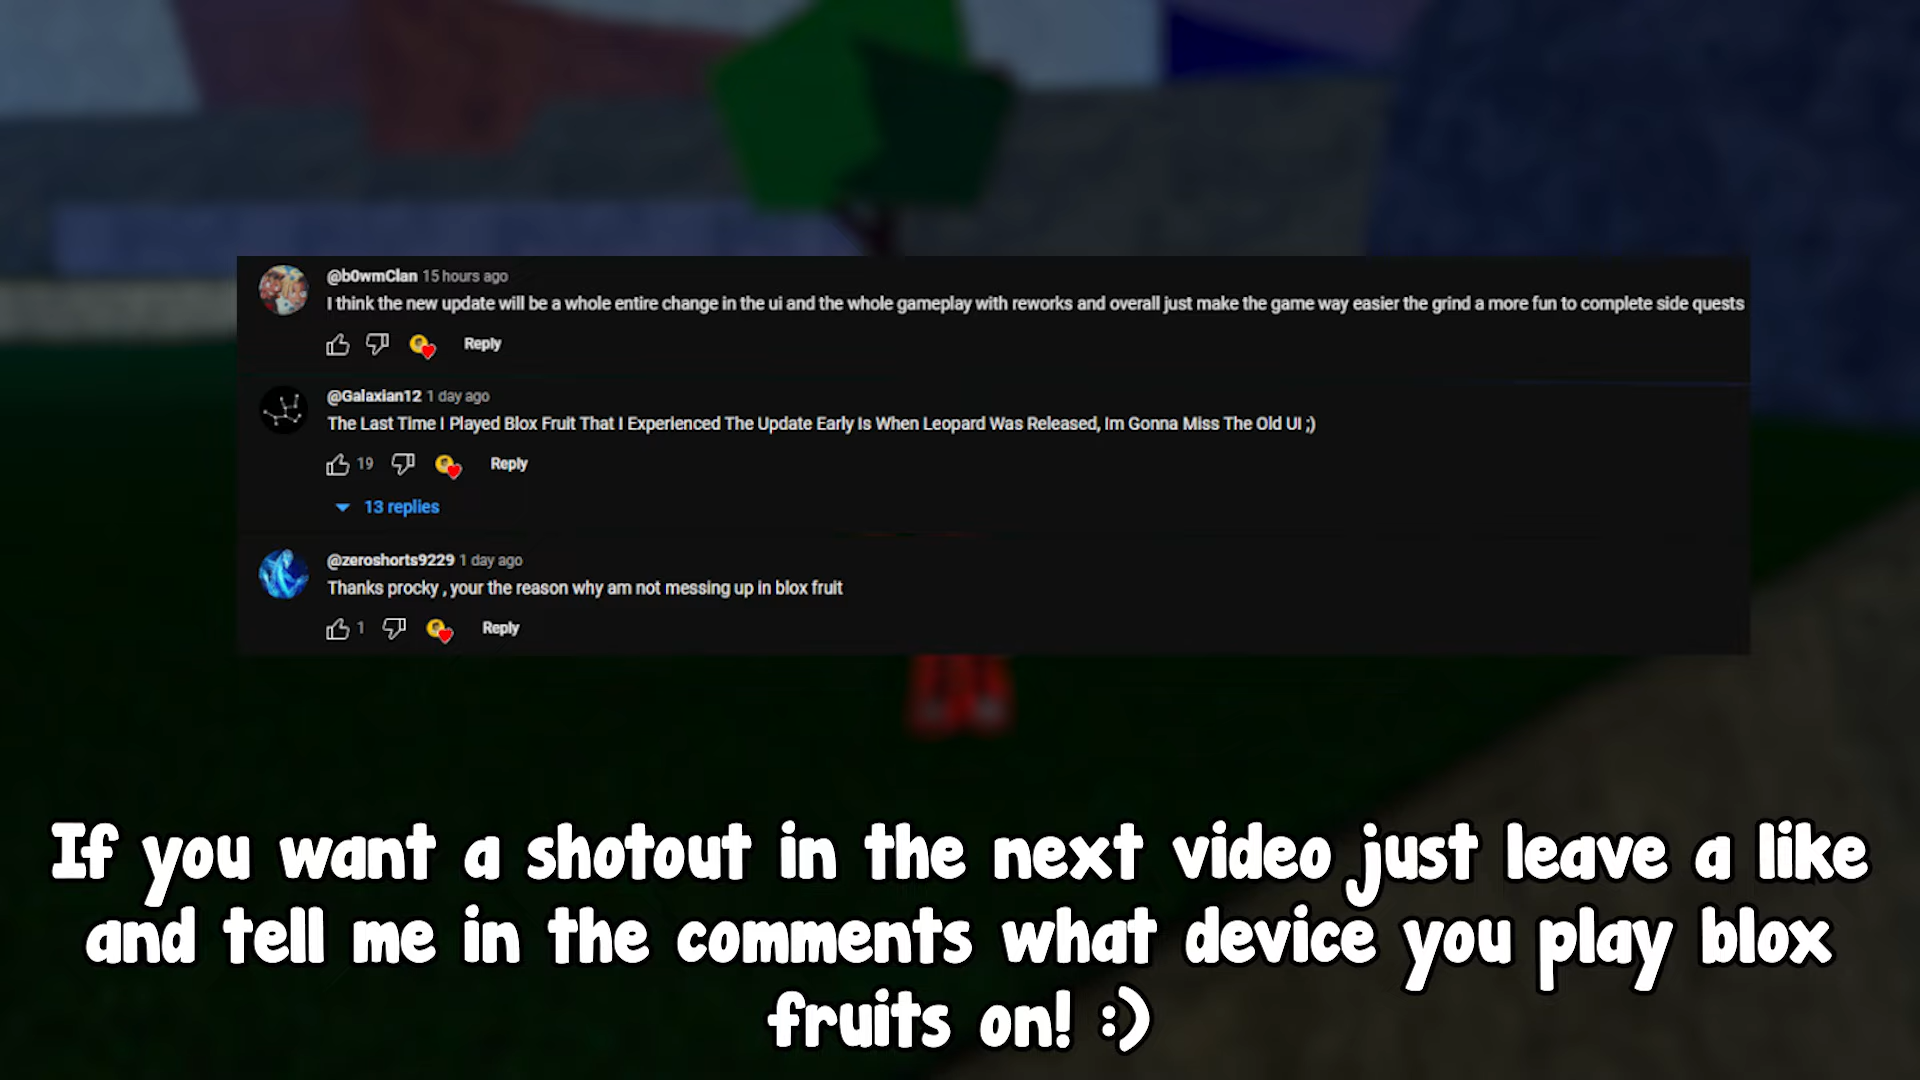 @b0wmClan 15 hours ago
I think the new update will be a whole entire change in the ui and the whole gameplay with reworks and overall just make the game way easier the grind a more fun to complete side quests
Reply
@Galaxian12 1 day ago
The Last Time I Played Blox Fruit That I Experienced The Update Early Is When Leopard Was Released, Im Gonna Miss The Old UI ;)
19 Reply
13 replies
@zeroshorts9229 1 day ago
Thanks procky , your the reason why am not messing up in blox fruit
1 Reply
If you want a shotout in the next video just leave a like
and tell me in the comments what device you play blox
fruits on! :)